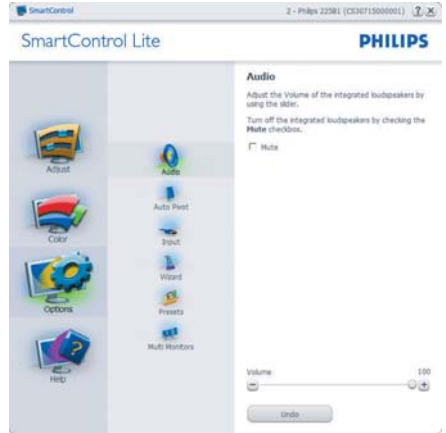 SmartControl
2 - Philips 225B1 (CS30715000001)
SmartControl Lite
PHILIPS
Adjust
Color
Options
Help
Audio
Auto Pivot
Input
Wizard
Presets
Multi Monitors
Audio
Adjust the Volume of the integrated loudspeakers by
using the slider.
Turn off the integrated loudspeakers by checking the
Mute checkbox.
Mute
Volume
100
Undo